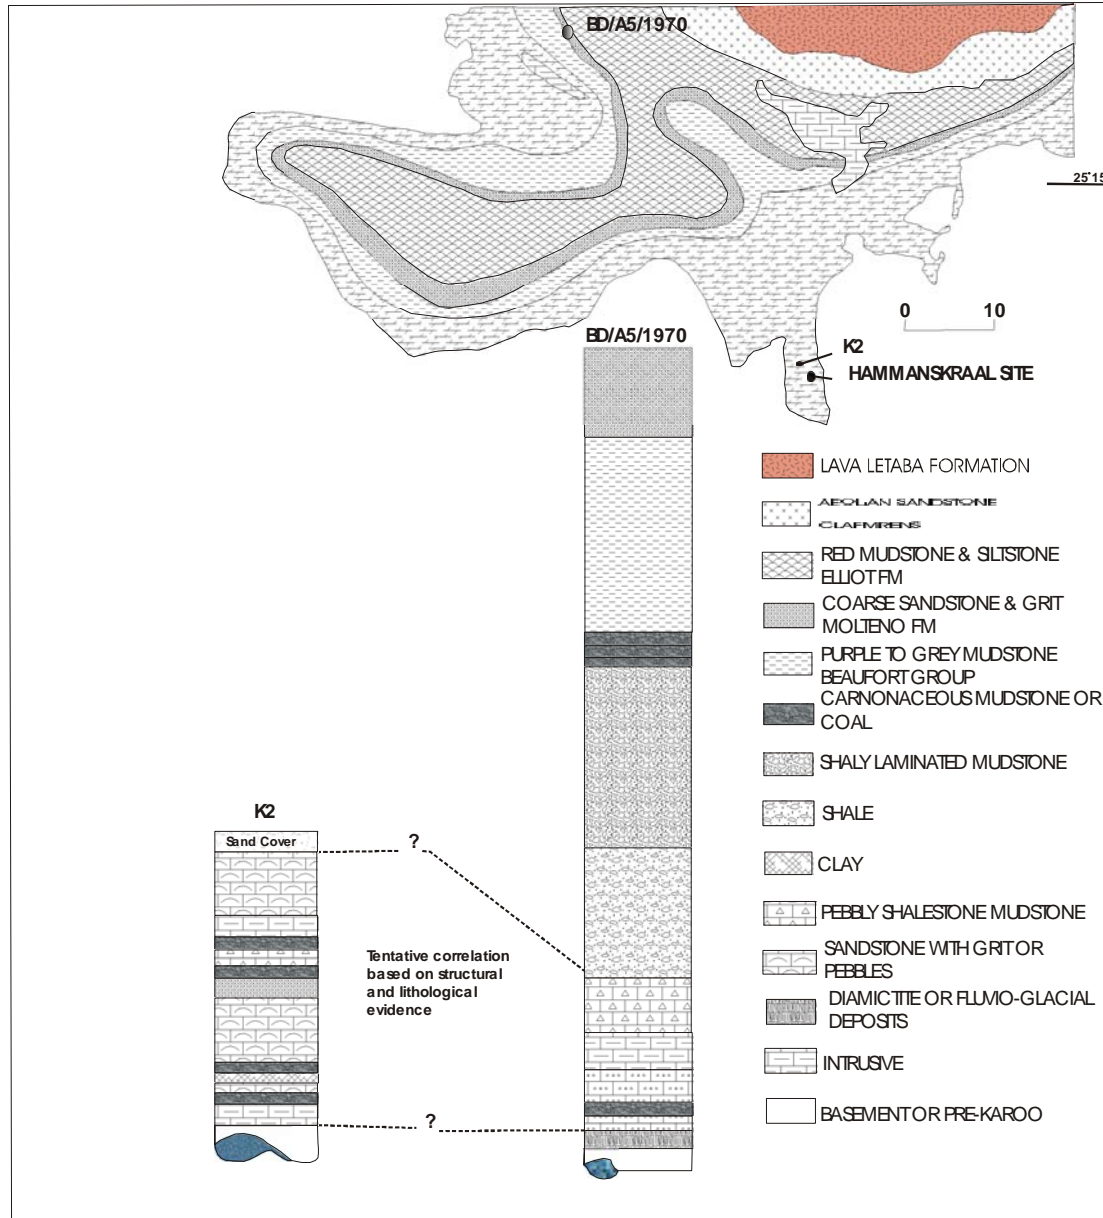 BD/A5/1970
25°15
0 10
BD/A5/1970
K2
HAMMANSKRAAL SITE
LAVA LETABA FORMATION
AEOLAN SANDSTONE
RED MUDSTONE & SILTSTONE
ELLIOT FM
COARSE SANDSTONE & GRIT
MOLTENO FM
PURPLE TO GREY MUDSTONE
BEAUFORT GROUP
CARNONACEOUS MUDSTONE OR
COAL
SHALY LAMINATED MUDSTONE
SHALE
CLAY
PEBBLY SHALESTONE MUDSTONE
SANDSTONE WITH GRIT OR
PEBBLES
DIAMICTITE OR FLUVIO-GLACIAL
DEPOSITS
INTRUSIVE
BASEMENT OR PRE-KAROO
K2
Sand Cover
?
Tentative correlation
based on structural
and lithological
evidence
?